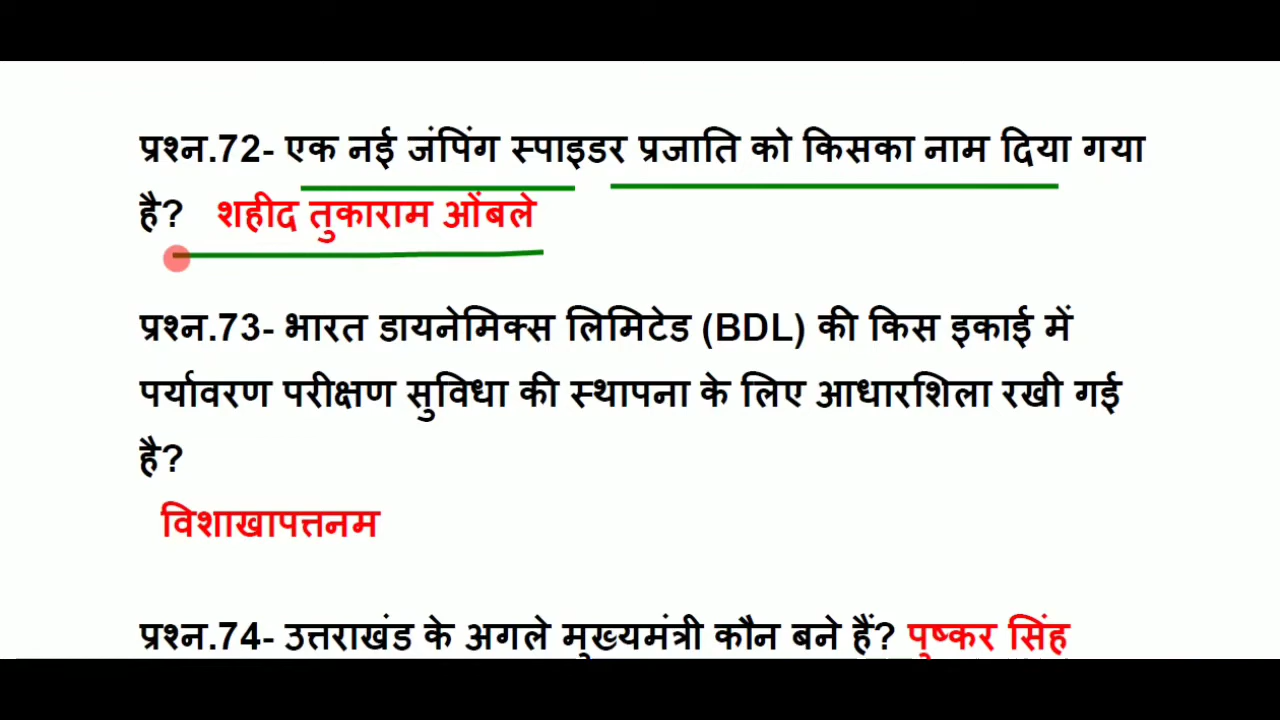 प्रश्न.72- एक नई जंपिंग स्पाइडर प्रजाति को किसका नाम दिया गया
है? शहीद तुकाराम ओंबले
प्रश्न.73- भारत डायनेमिक्स लिमिटेड (BDL) की किस इकाई में
पर्यावरण परीक्षण सुविधा की स्थापना के लिए आधारशिला रखी गई
है?
विशाखापत्तनम
प्रश्न.74- उत्तराखंड के अगले मुख्यमंत्री कौन बने हैं? पुष्कर सिंह